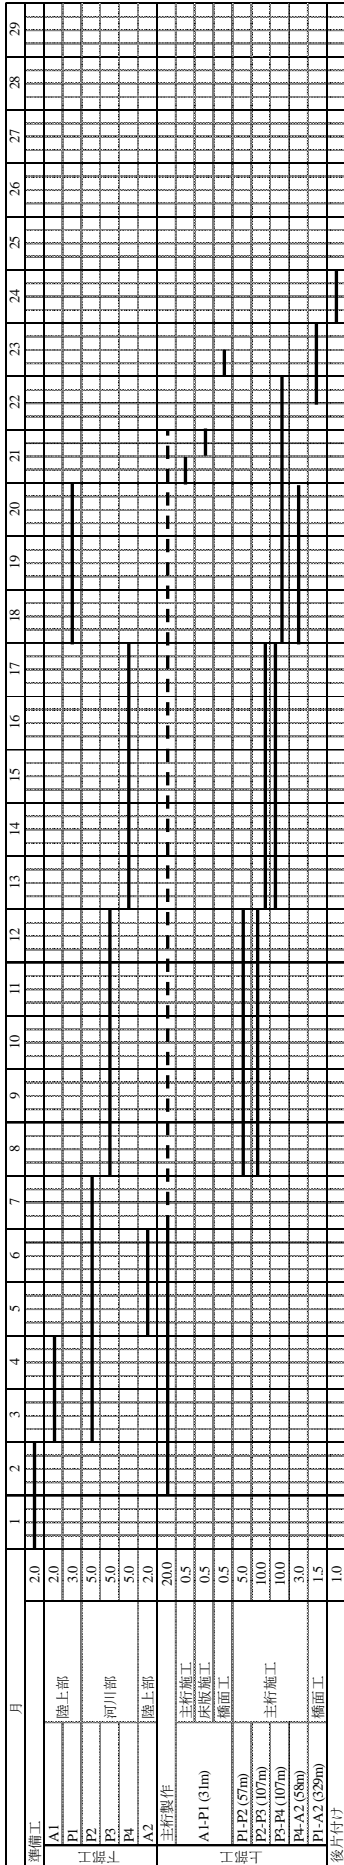 月 1 2 3 4 5 6 7 8 9 10 11 12 13 14 15 16 17 18 19 20 21 22 23 24 25 26 27 28 29
準備工 2.0
下部工
A1 陸上部 2.0
P1 3.0
P2 河川部 5.0
P3 5.0
P4 5.0
A2 陸上部 2.0
上部工
主桁製作 20.0
A1-P1 (31m) 主桁施工 0.5
床版施工 0.5
橋面工 0.5
P1-P2 (57m) 主桁施工 5.0
P2-P3 (107m) 10.0
P3-P4 (107m) 10.0
P4-A2 (58m) 3.0
P1-A2 (329m) 橋面工 1.5
後片付け 1.0